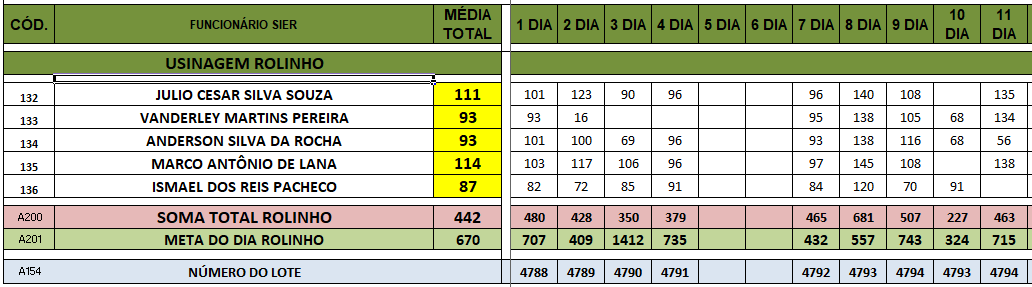 CÓD. FUNCIONÁRIO SIER MÉDIA TOTAL 1 DIA 2 DIA 3 DIA 4 DIA 5 DIA 6 DIA 7 DIA 8 DIA 9 DIA 10 DIA 11 DIA
USINAGEM ROLINHO
132 JULIO CESAR SILVA SOUZA 111 101 123 90 96 96 140 108 135
133 VANDERLEY MARTINS PEREIRA 93 93 16 95 138 105 68 134
134 ANDERSON SILVA DA ROCHA 93 101 100 69 96 93 138 116 68 56
135 MARCO ANTÔNIO DE LANA 114 103 117 106 96 97 145 108 138
136 ISMAEL DOS REIS PACHECO 87 82 72 85 91 84 120 70 91
A200 SOMA TOTAL ROLINHO 442 480 428 350 379 465 681 507 227 463
A201 META DO DIA ROLINHO 670 707 409 1412 735 432 557 743 324 715
A154 NÚMERO DO LOTE 4788 4789 4790 4791 4792 4793 4794 4793 4794